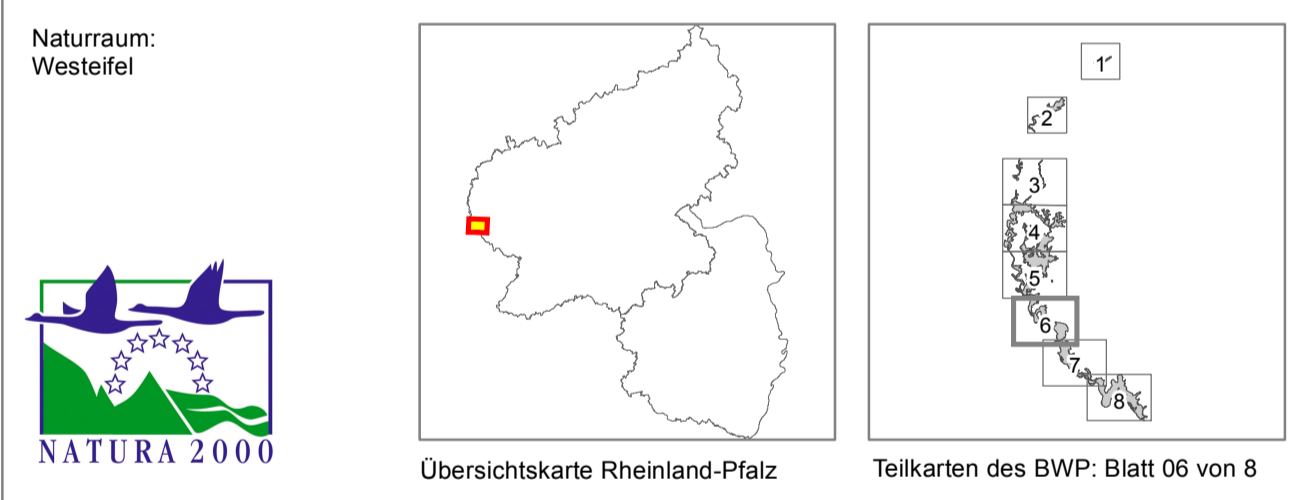 Naturraum:
Westeifel
NATURA 2000
Übersichtskarte Rheinland-Pfalz
1
2
3
4
5
6
7
8
Teilkarten des BWP: Blatt 06 von 8